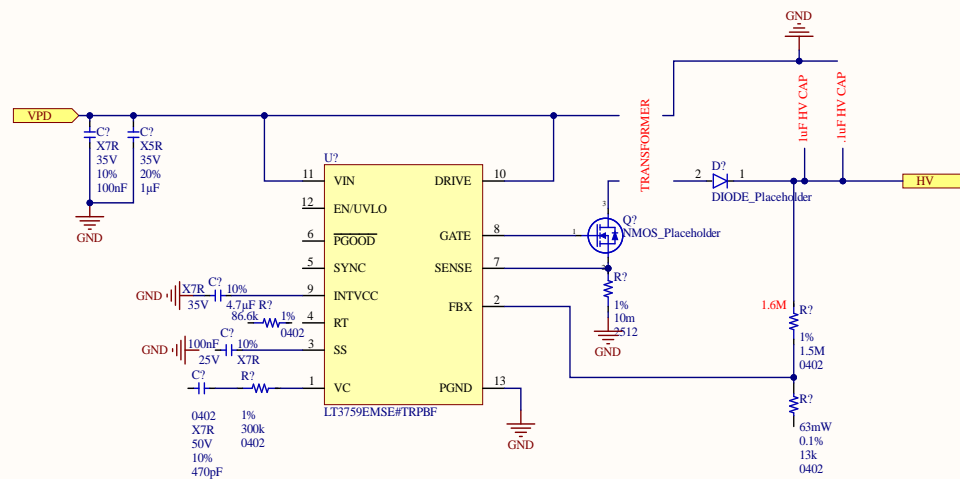 GND
VPD
C?
X7R
35V
10%
100nF
C?
X5R
35V
20%
1µF
GND
TRANSFORMER
1uF HV CAP
.1uF HV CAP
U?
11
VIN
DRIVE
10
12
EN/UVLO
6
PGOOD
GATE
8
5
SYNC
SENSE
7
9
INTVCC
FBX
2
4
RT
3
SS
1
VC
PGND
13
LT3759EMSE#TRPBF
GND
X7R
35V
C?
10%
4.7µF
R?
86.6k
1%
0402
GND
100nF
25V
C?
10%
X7R
C?
0402
X7R
50V
10%
470pF
R?
1%
300k
0402
GND
3
1
Q?
NMOS_Placeholder
R?
1%
10m
2512
GND
2
D?
1
DIODE_Placeholder
HV
1.6M
R?
1%
1.5M
0402
R?
63mW
0.1%
13k
0402